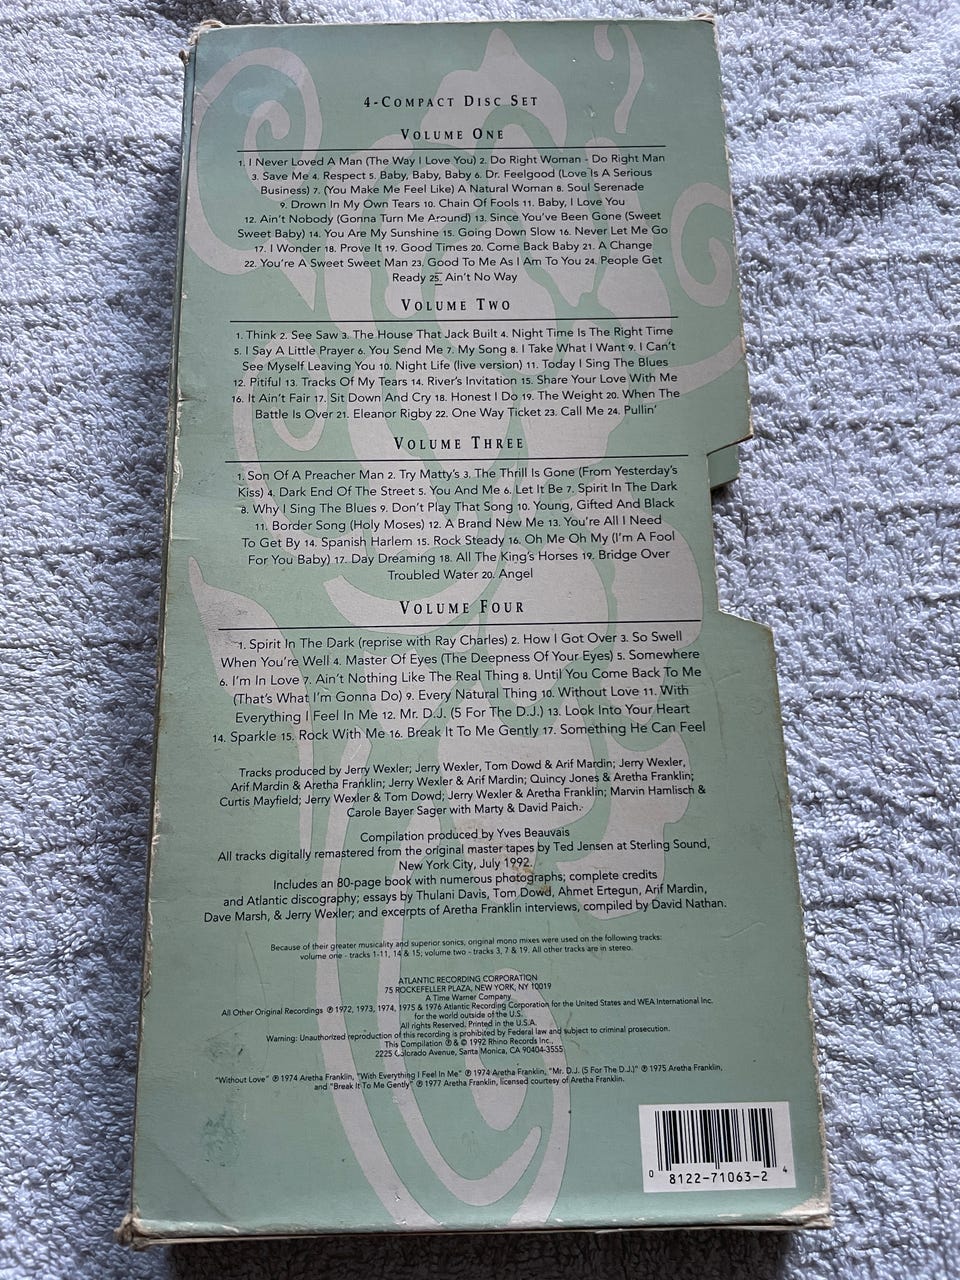 4-Compact Disc Set
Volume One
1. I Never Loved A Man (The Way I Love You) 2. Do Right Woman - Do Right Man
3. Save Me 4. Respect 5. Baby, Baby, Baby 6. Dr. Feelgood (Love Is A Serious
Business) 7. (You Make Me Feel Like) A Natural Woman 8. Soul Serenade
9. Drown In My Own Tears 10. Chain Of Fools 11. Baby, I Love You
12. Ain't Nobody (Gonna Turn Me Around) 13. Since You've Been Gone (Sweet
Sweet Baby) 14. You Are My Sunshine 15. Going Down Slow 16. Never Let Me Go
17. I Wonder 18. Prove It 19. Good Times 20. Come Back Baby 21. A Change
22. You're A Sweet Sweet Man 23. Good To Me As I Am To You 24. People Get
Ready 25. Ain't No Way
Volume Two
1. Think 2. See Saw 3. The House That Jack Built 4. Night Time Is The Right Time
5. I Say A Little Prayer 6. You Send Me 7. My Song 8. I Take What I Want 9. I Can't
See Myself Leaving You 10. Night Life (live version) 11. Today I Sing The Blues
12. Pitiful 13. Tracks Of My Tears 14. River's Invitation 15. Share Your Love With Me
16. It Ain't Fair 17. Sit Down And Cry 18. Honest I Do 19. The Weight 20. When The
Battle Is Over 21. Eleanor Rigby 22. One Way Ticket 23. Call Me 24. Pullin'
Volume Three
1. Son Of A Preacher Man 2. Try Matty's 3. The Thrill Is Gone (From Yesterday's
Kiss) 4. Dark End Of The Street 5. You And Me 6. Let It Be 7. Spirit In The Dark
8. Why I Sing The Blues 9. Don't Play That Song 10. Young, Gifted And Black
11. Border Song (Holy Moses) 12. A Brand New Me 13. You're All I Need
To Get By 14. Spanish Harlem 15. Rock Steady 16. Oh Me Oh My (I'm A Fool
For You Baby) 17. Day Dreaming 18. All The King's Horses 19. Bridge Over
Troubled Water 20. Angel
Volume Four
1. Spirit In The Dark (reprise with Ray Charles) 2. How I Got Over 3. So Swell
When You're Well 4. Master Of Eyes (The Deepness Of Your Eyes) 5. Somewhere
6. I'm In Love 7. Ain't Nothing Like The Real Thing 8. Until You Come Back To Me
(That's What I'm Gonna Do) 9. Every Natural Thing 10. Without Love 11. With
Everything I Feel In Me 12. Mr. D.J. (5 For The D.J.) 13. Look Into Your Heart
14. Sparkle 15. Rock With Me 16. Break It To Me Gently 17. Something He Can Feel
Tracks produced by Jerry Wexler; Jerry Wexler, Tom Dowd & Arif Mardin; Jerry Wexler,
Arif Mardin & Aretha Franklin; Jerry Wexler & Arif Mardin; Quincy Jones & Aretha Franklin;
Curtis Mayfield; Jerry Wexler & Tom Dowd; Jerry Wexler & Aretha Franklin; Marvin Hamlisch &
Carole Bayer Sager with Marty & David Paich.
Compilation produced by Yves Beauvais
All tracks digitally remastered from the original master tapes by Ted Jensen at Sterling Sound,
New York City, July 1992.
Includes an 80-page book with numerous photographs; complete credits
and Atlantic discography; essays by Thulani Davis, Tom Dowd, Ahmet Ertegun, Arif Mardin,
Dave Marsh, & Jerry Wexler; and excerpts of Aretha Franklin interviews, compiled by David Nathan.
Because of their greater musicality and superior sonics, original mono mixes were used on the following tracks:
volume one - tracks 1-11, 14 & 15; volume two - tracks 3, 7 & 19. All other tracks are in stereo.
ATLANTIC RECORDING CORPORATION
75 ROCKEFELLER PLAZA, NEW YORK, NY 10019
A Time Warner Company
All Other Original Recordings ℗ 1972, 1973, 1974, 1975 & 1976 Atlantic Recording Corporation for the United States and WEA International Inc.
for the world outside of the U.S.
All rights Reserved. Printed in the U.S.A.
Warning: Unauthorized reproduction of this recording is prohibited by Federal law and subject to criminal prosecution.
This Compilation ℗ & © 1992 Rhino Records Inc.,
2225 Colorado Avenue, Santa Monica, CA 90404-3555
"Without Love" ℗ 1974 Aretha Franklin, "With Everything I Feel In Me" ℗ 1974 Aretha Franklin, "Mr. D.J. (5 For The D.J.)" ℗ 1975 Aretha Franklin,
and "Break It To Me Gently" ℗ 1977 Aretha Franklin, licensed courtesy of Aretha Franklin.
0 8122-71063-2 4